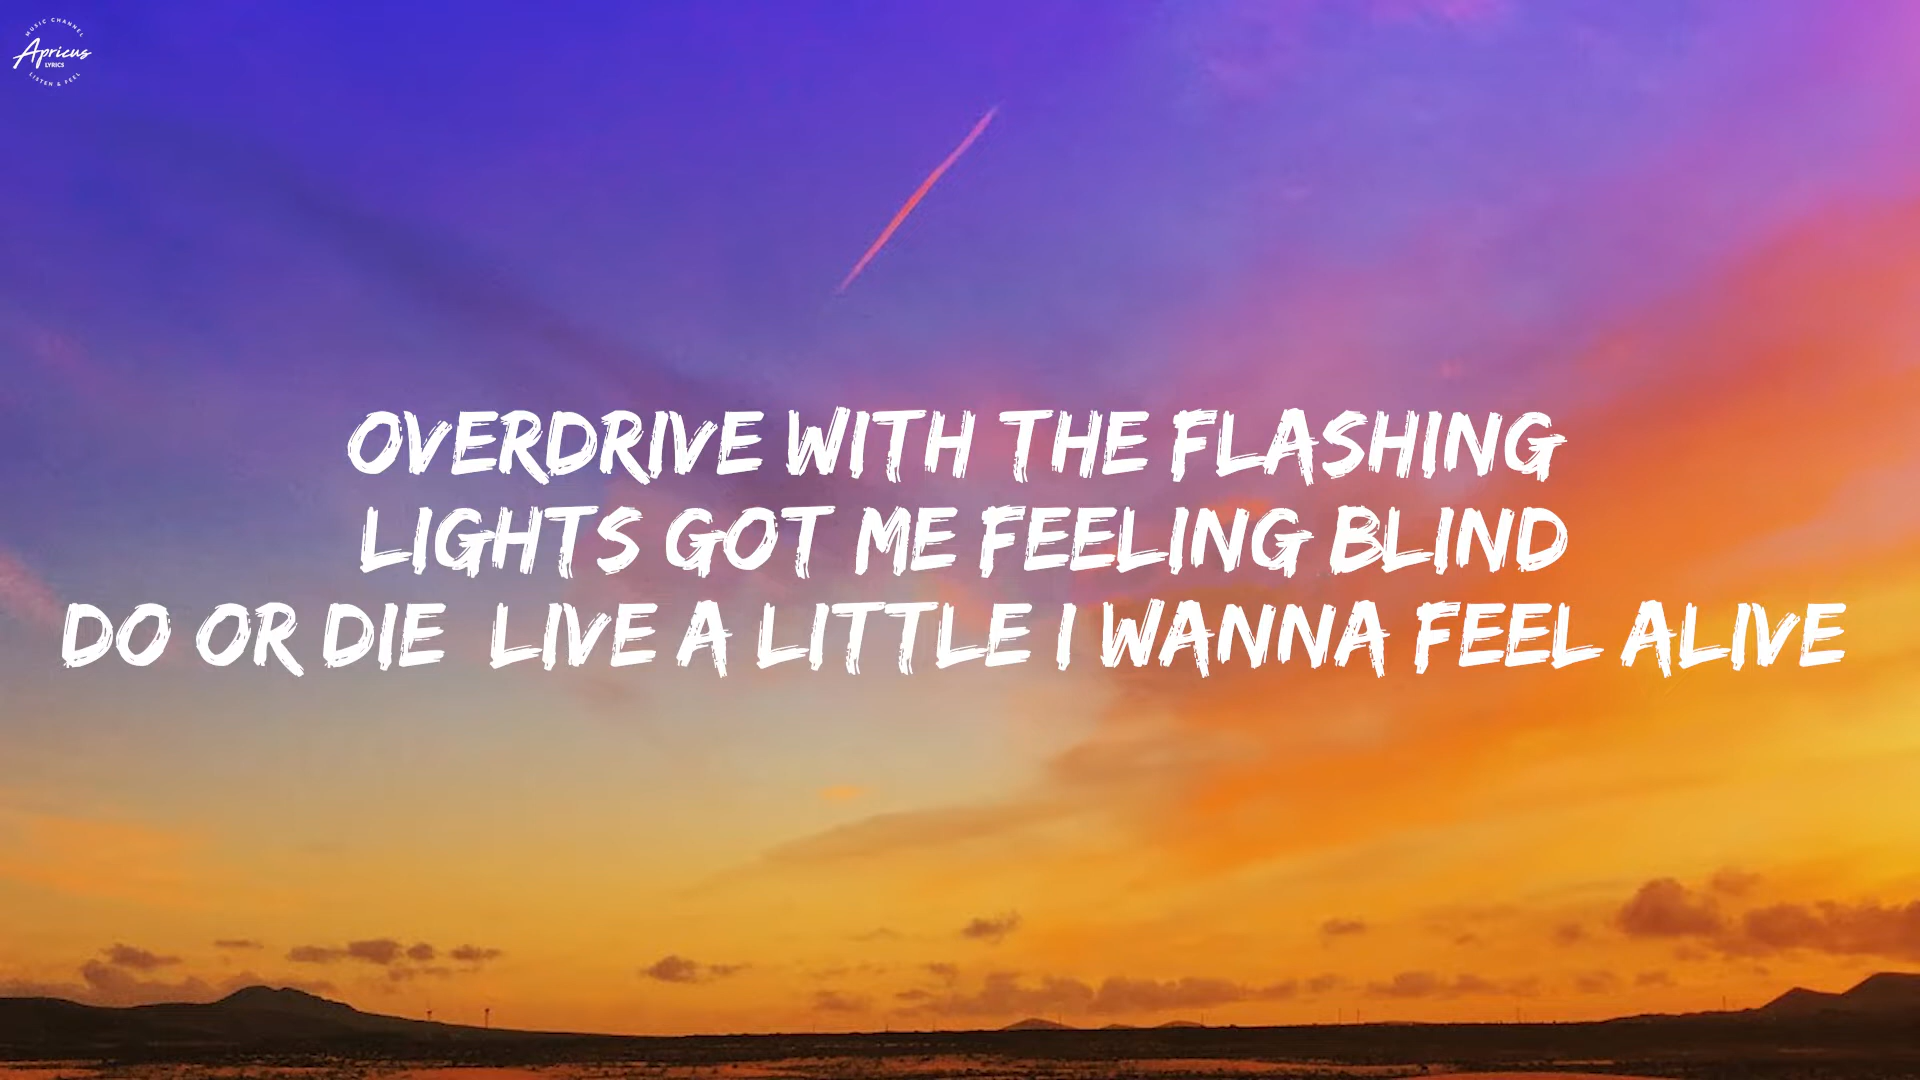 MUSIC CHANNEL
Apricus
LYRICS
LISTEN & FEEL
OVERDRIVE WITH THE FLASHING
LIGHTS GOT ME FEELING BLIND
DO OR DIE LIVE A LITTLE I WANNA FEEL ALIVE